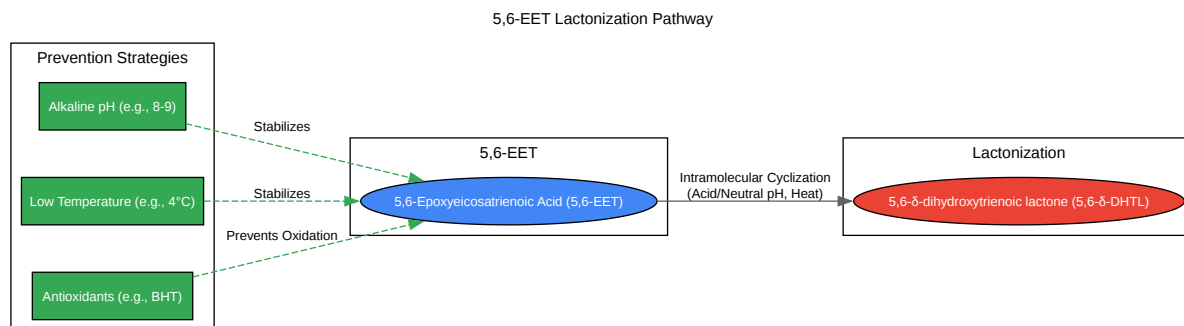 5,6-EET Lactonization Pathway
Prevention Strategies
Alkaline pH (e.g., 8-9)
Low Temperature (e.g., 4°C)
Antioxidants (e.g., BHT)
Stabilizes
Stabilizes
Prevents Oxidation
5,6-EET
5,6-Epoxyeicosatrienoic Acid (5,6-EET)
Intramolecular Cyclization
(Acid/Neutral pH, Heat)
Lactonization
5,6-δ-dihydroxytrienoic lactone (5,6-δ-DHTL)